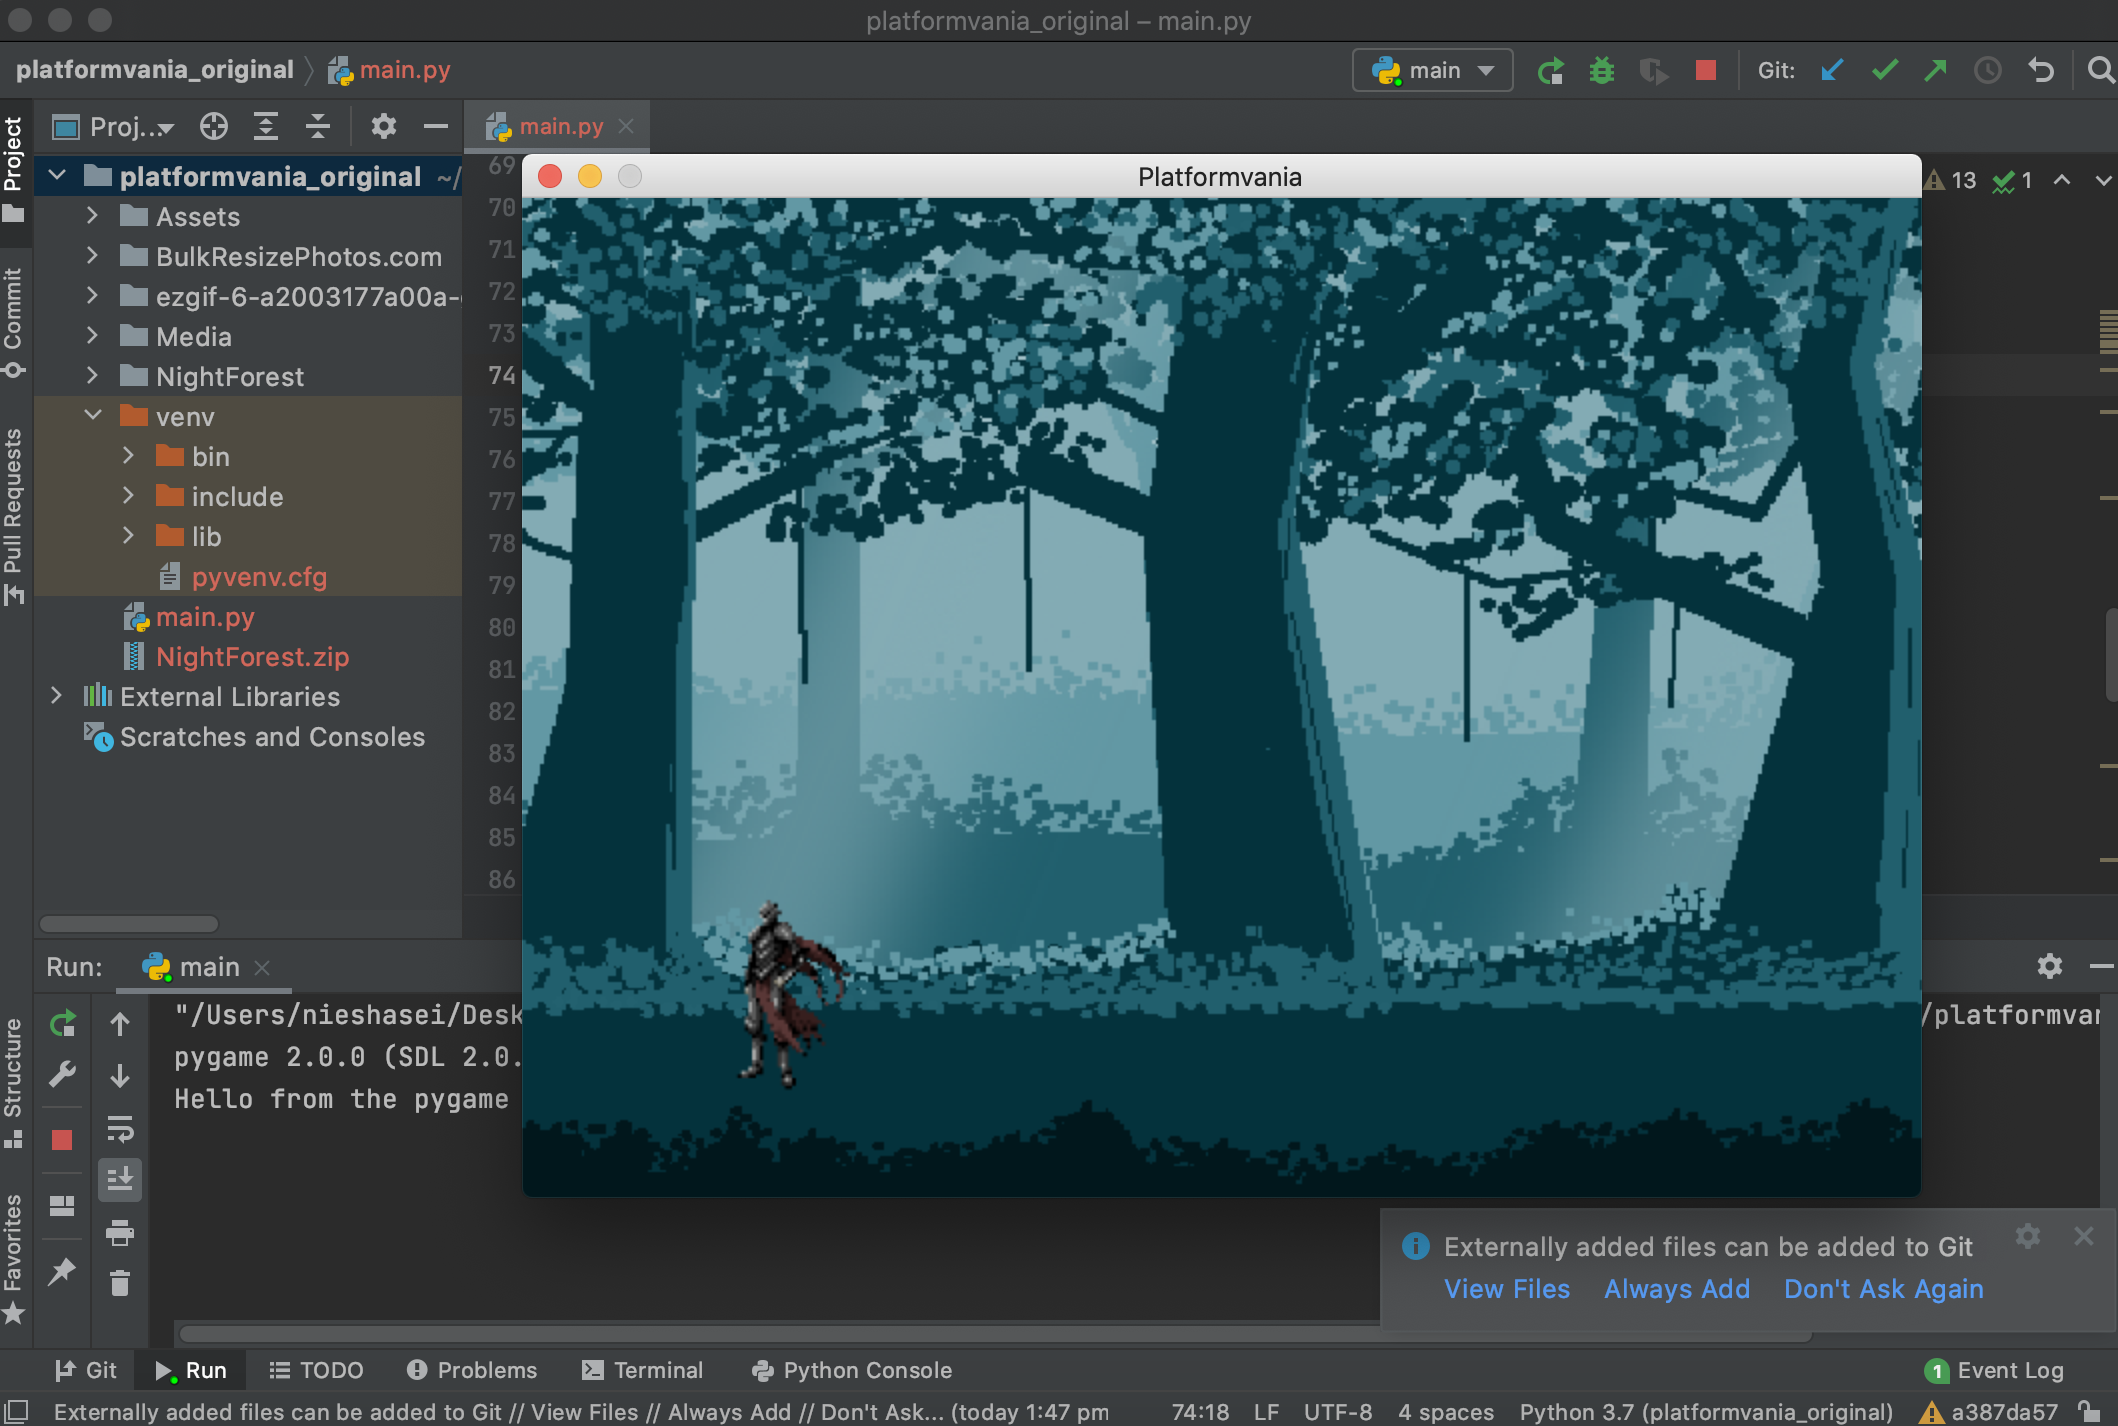 platformvania_original – main.py
platformvania_original main.py
main
Git:
Proj...
main.py
Project
Commit
Pull Requests
Structure
Favorites
platformvania_original ~/
Assets
BulkResizePhotos.com
ezgif-6-a2003177a00a-
Media
NightForest
venv
bin
include
lib
pyvenv.cfg
main.py
NightForest.zip
External Libraries
Scratches and Consoles
69
70
71
72
73
74
75
76
77
78
79
80
81
82
83
84
85
86
Platformvania
13 1
Run: main
"/Users/nieshasei/Desk
/platformvan
pygame 2.0.0 (SDL 2.0.
Hello from the pygame
Externally added files can be added to Git
View Files Always Add Don't Ask Again
Git Run TODO Problems Terminal Python Console 1 Event Log
Externally added files can be added to Git // View Files // Always Add // Don't Ask... (today 1:47 pm 74:18 LF UTF-8 4 spaces Python 3.7 (platformvania_original) a387da57